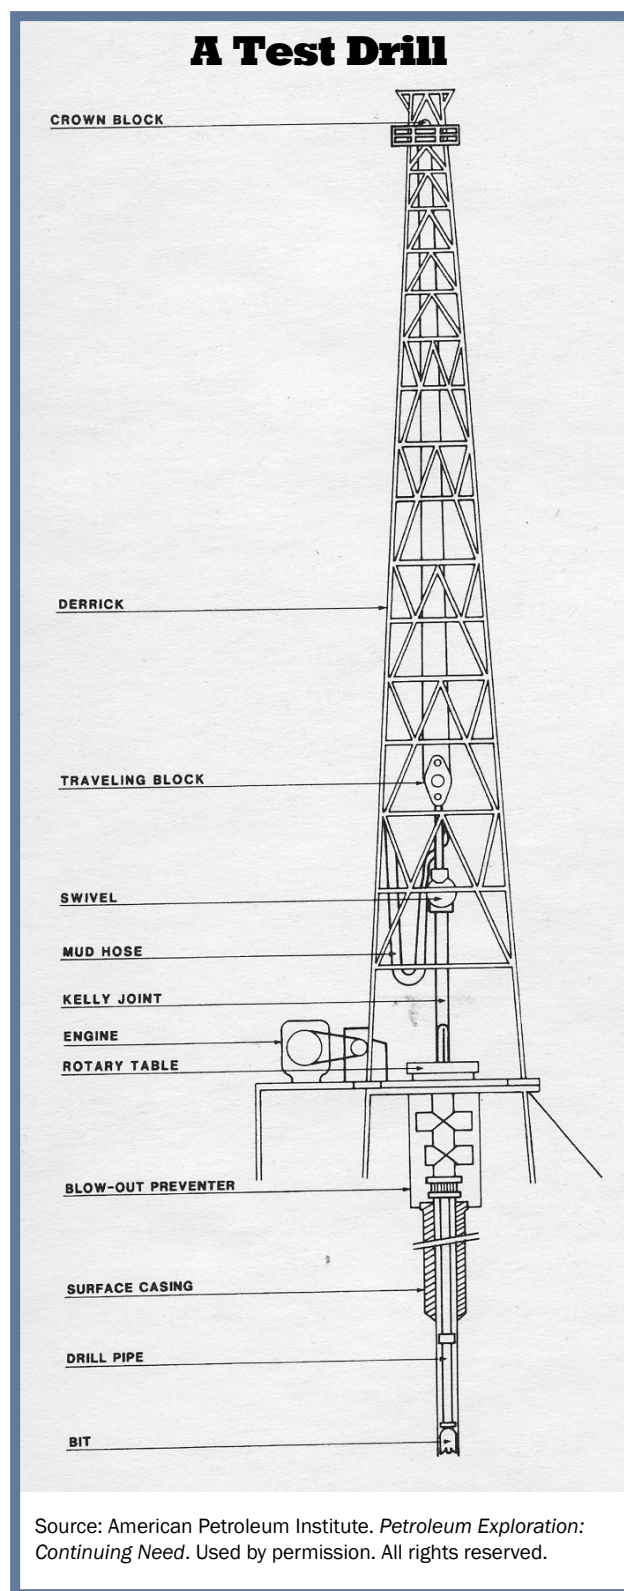 A Test Drill
CROWN BLOCK
DERRICK
TRAVELING BLOCK
SWIVEL
MUD HOSE
KELLY JOINT
ENGINE
ROTARY TABLE
BLOW-OUT PREVENTER
SURFACE CASING
DRILL PIPE
BIT
Source: American Petroleum Institute. Petroleum Exploration:
Continuing Need. Used by permission. All rights reserved.